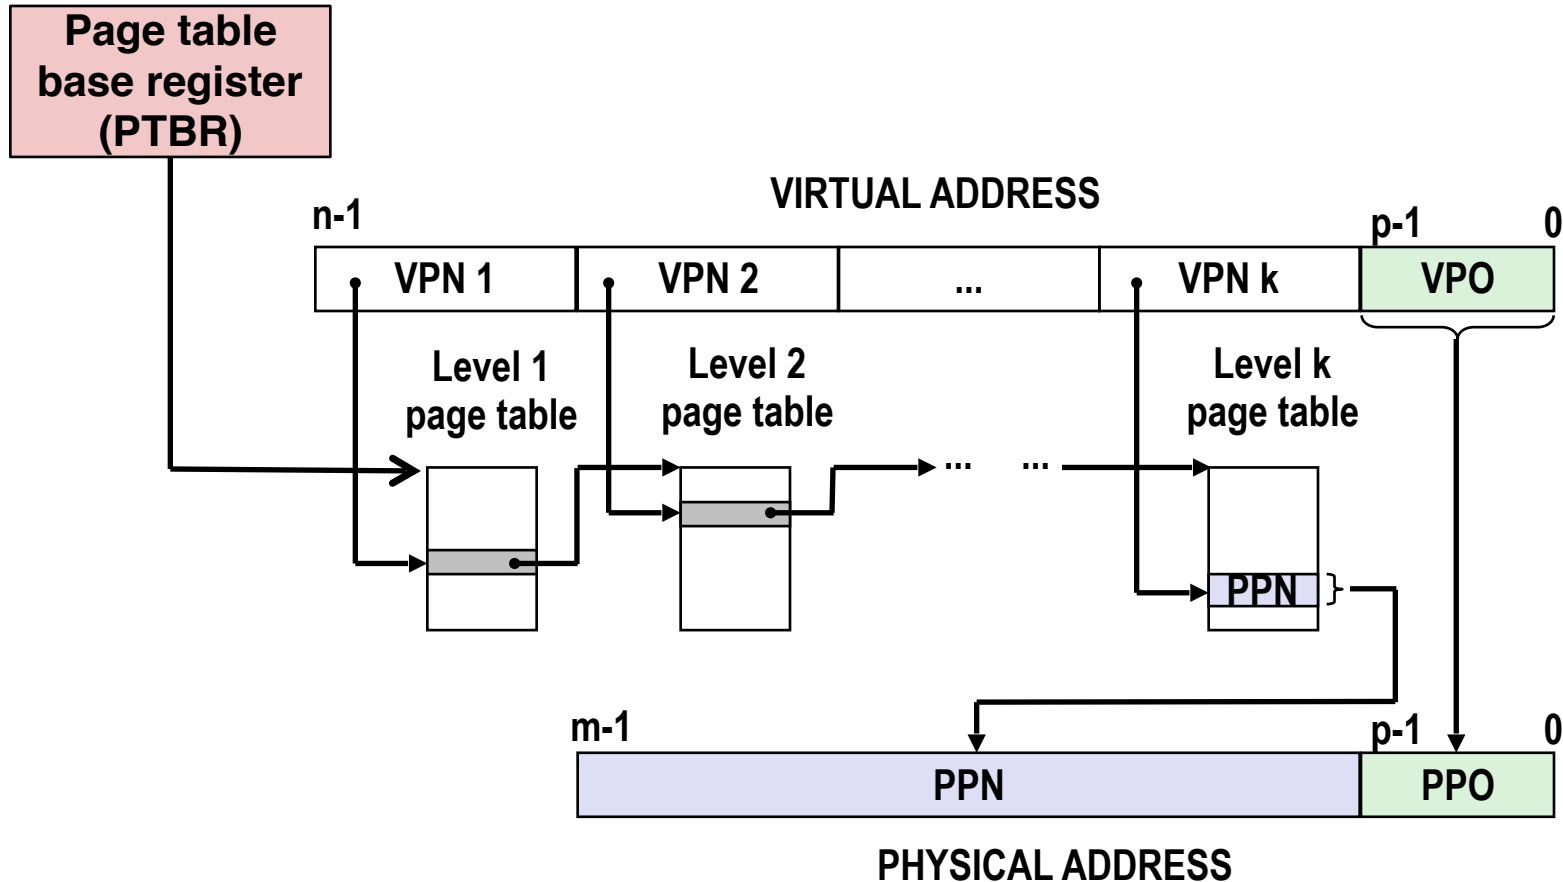 Page table
base register
(PTBR)
VIRTUAL ADDRESS
n-1
p-1
0
VPN 1
VPN 2
...
VPN k
VPO
Level 1
page table
Level 2
page table
Level k
page table
...
...
PPN
m-1
p-1
0
PPN
PPO
PHYSICAL ADDRESS